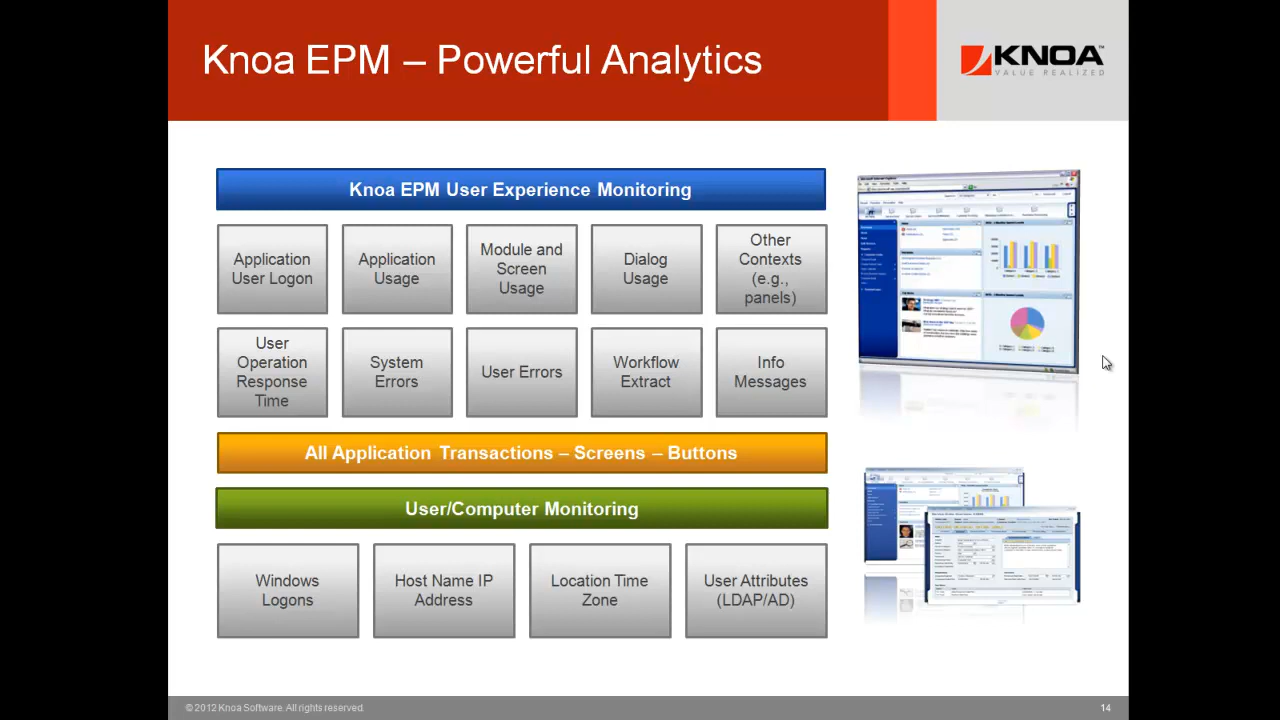 Knoa EPM – Powerful Analytics
KNOA™
VALUE REALIZED
Knoa EPM User Experience Monitoring
Application
User Logon
Application
Usage
Module and
Screen
Usage
Dialog
Usage
Other
Contexts
(e.g.,
panels)
User
Operation
Response
Time
System
Errors
User Errors
Workflow
Extract
Info
Messages
All Application Transactions – Screens – Buttons
User/Computer Monitoring
Windows
Logons
Host Name IP
Address
Location Time
Zone
User Attributes
(LDAP/AD)
© 2012 Knoa Software. All rights reserved.
14